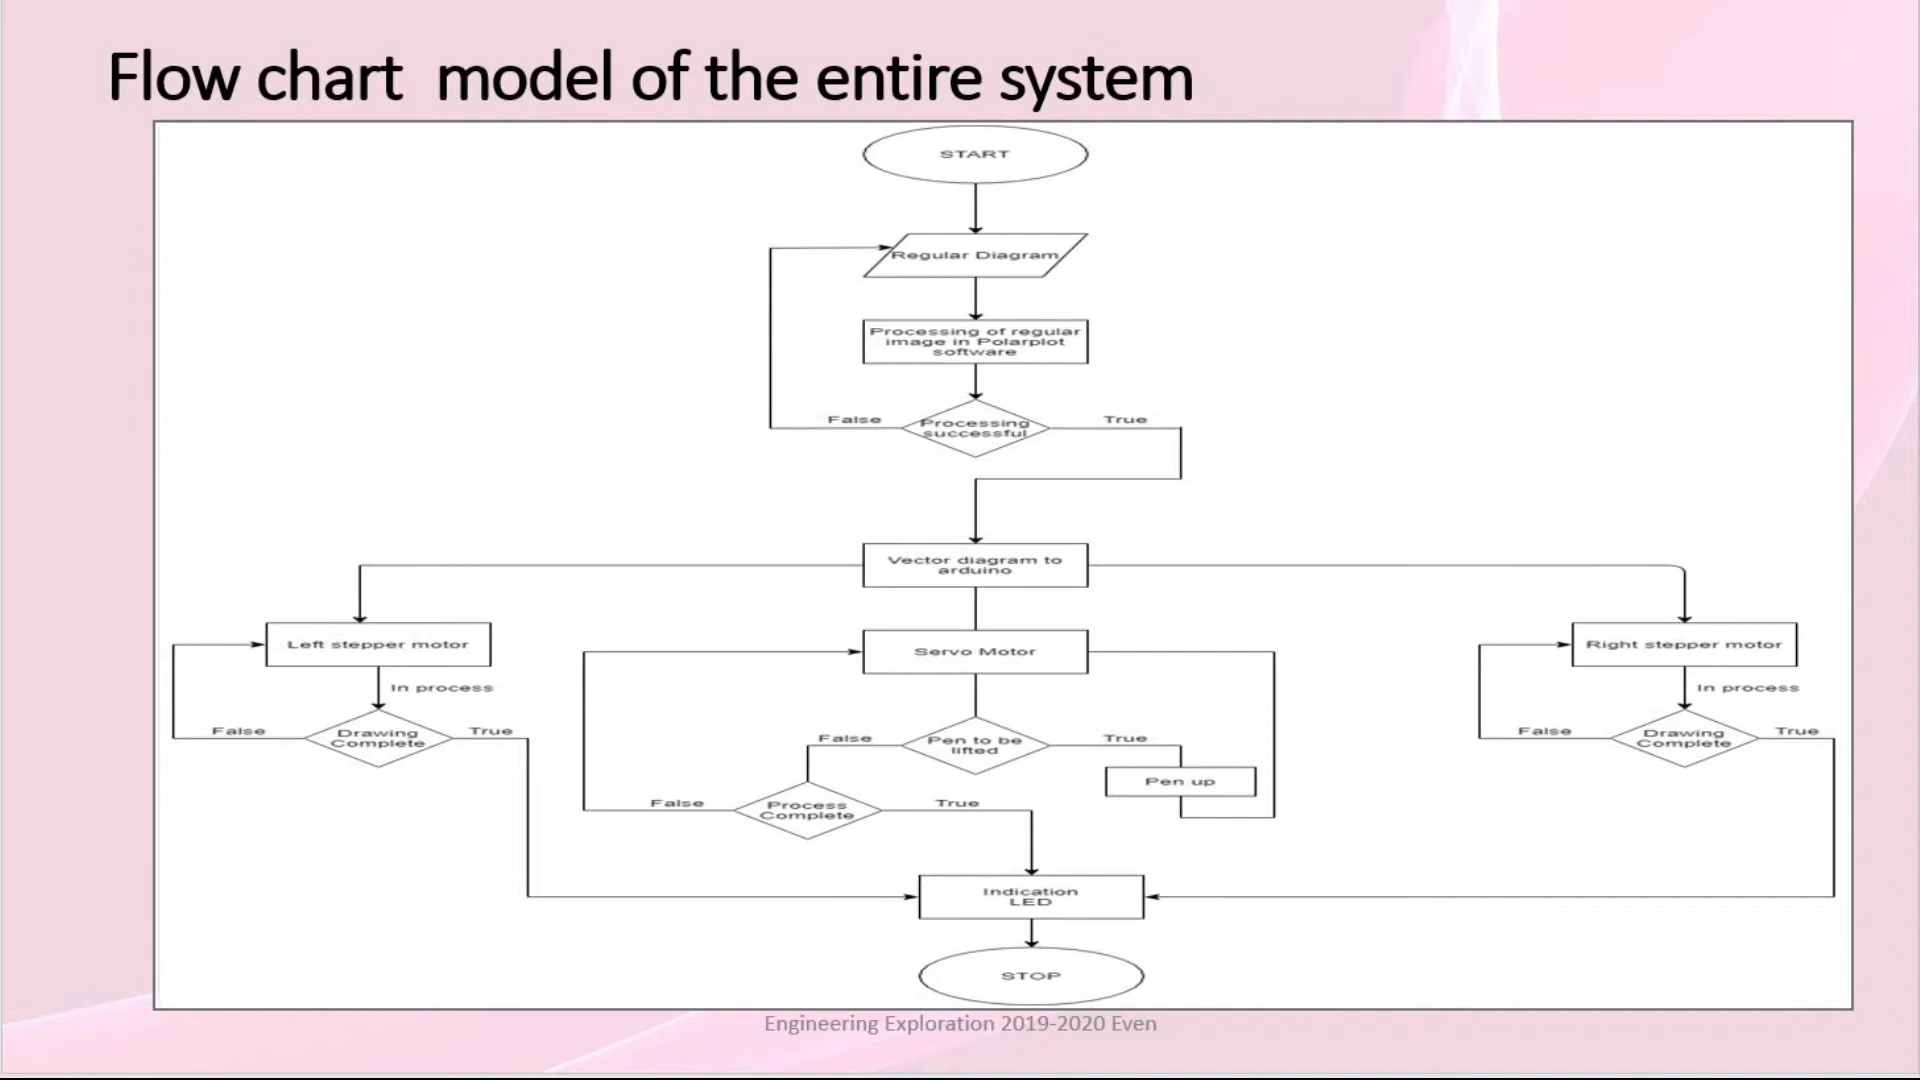 Flow chart  model of the entire system
START
Regular Diagram
Processing of regular
image in Polarplot
software
False
Processing
successful
True
Vector diagram to
arduino
Left stepper motor
Servo Motor
Right stepper motor
In process
In process
False
Drawing
Complete
True
False
Pen to be
lifted
True
False
Drawing
Complete
True
Pen up
False
Process
Complete
True
Indication
LED
STOP
Engineering Exploration 2019-2020 Even